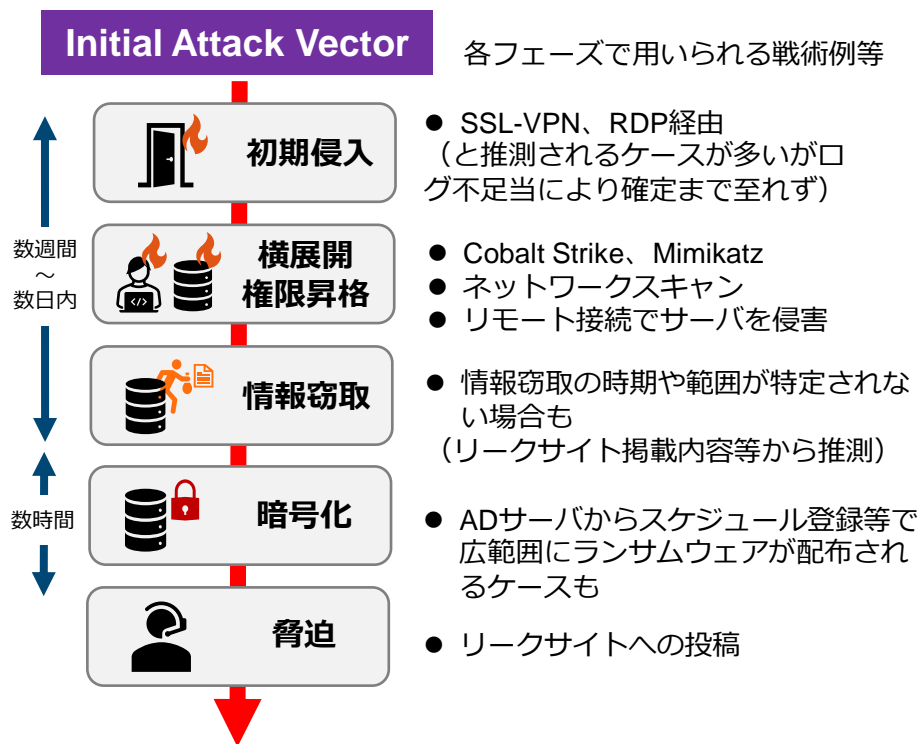 Initial Attack Vector
各フェーズで用いられる戦術例等
初期侵入
● SSL-VPN、RDP経由
（と推測されるケースが多いがロ
グ不足当により確定まで至れず）
数週間
～
数日内
横展開
権限昇格
● Cobalt Strike、Mimikatz
● ネットワークスキャン
● リモート接続でサーバを侵害
情報窃取
● 情報窃取の時期や範囲が特定されな
い場合も
（リークサイト掲載内容等から推測）
数時間
暗号化
● ADサーバからスケジュール登録等で
広範囲にランサムウェアが配布され
るケースも
脅迫
● リークサイトへの投稿